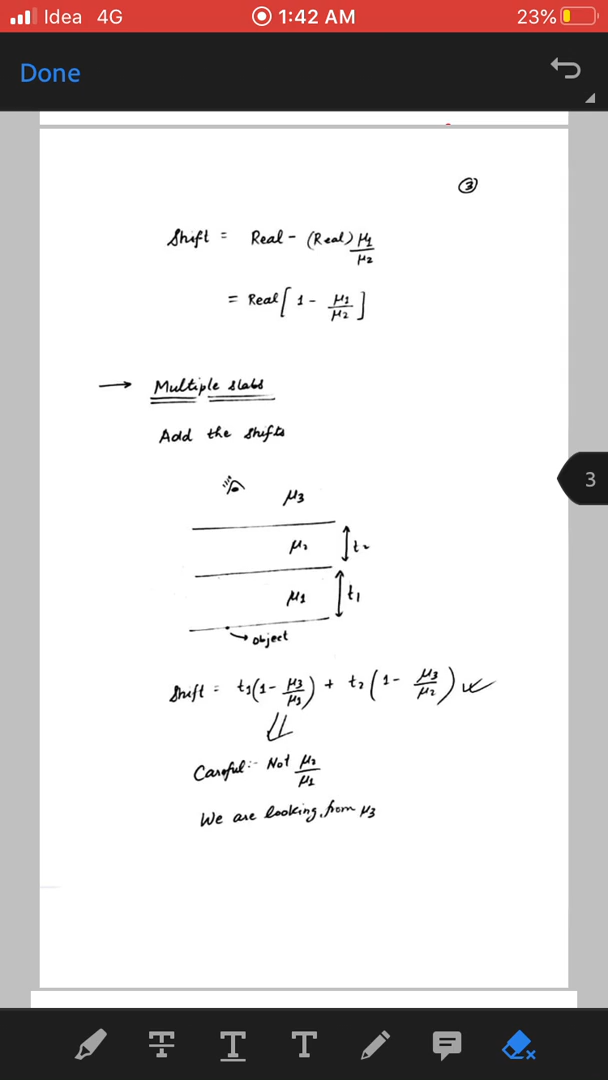 Idea 4G 1:42 AM 23%
Done
3
Shift = Real - (Real) μ1/μ2
= Real [ 1 - μ1/μ2 ]
→ Multiple slabs
Add the shifts
3
μ3
μ2 t2
μ1 t1
→ object
Shift = t1(1 - μ3/μ1) + t2(1 - μ3/μ2)
Careful:- Not μ2/μ1
We are looking from μ3
T T T